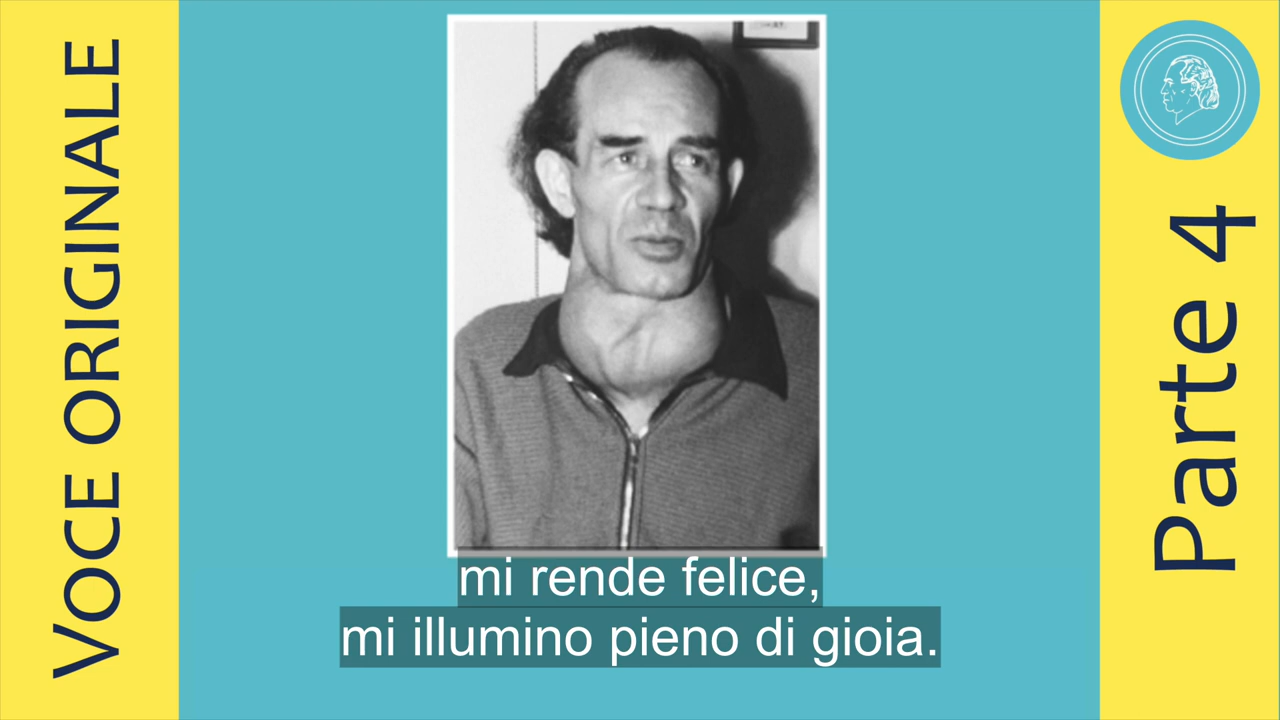 VOCE ORIGINALE
Parte 4
mi rende felice,
mi illumino pieno di gioia.